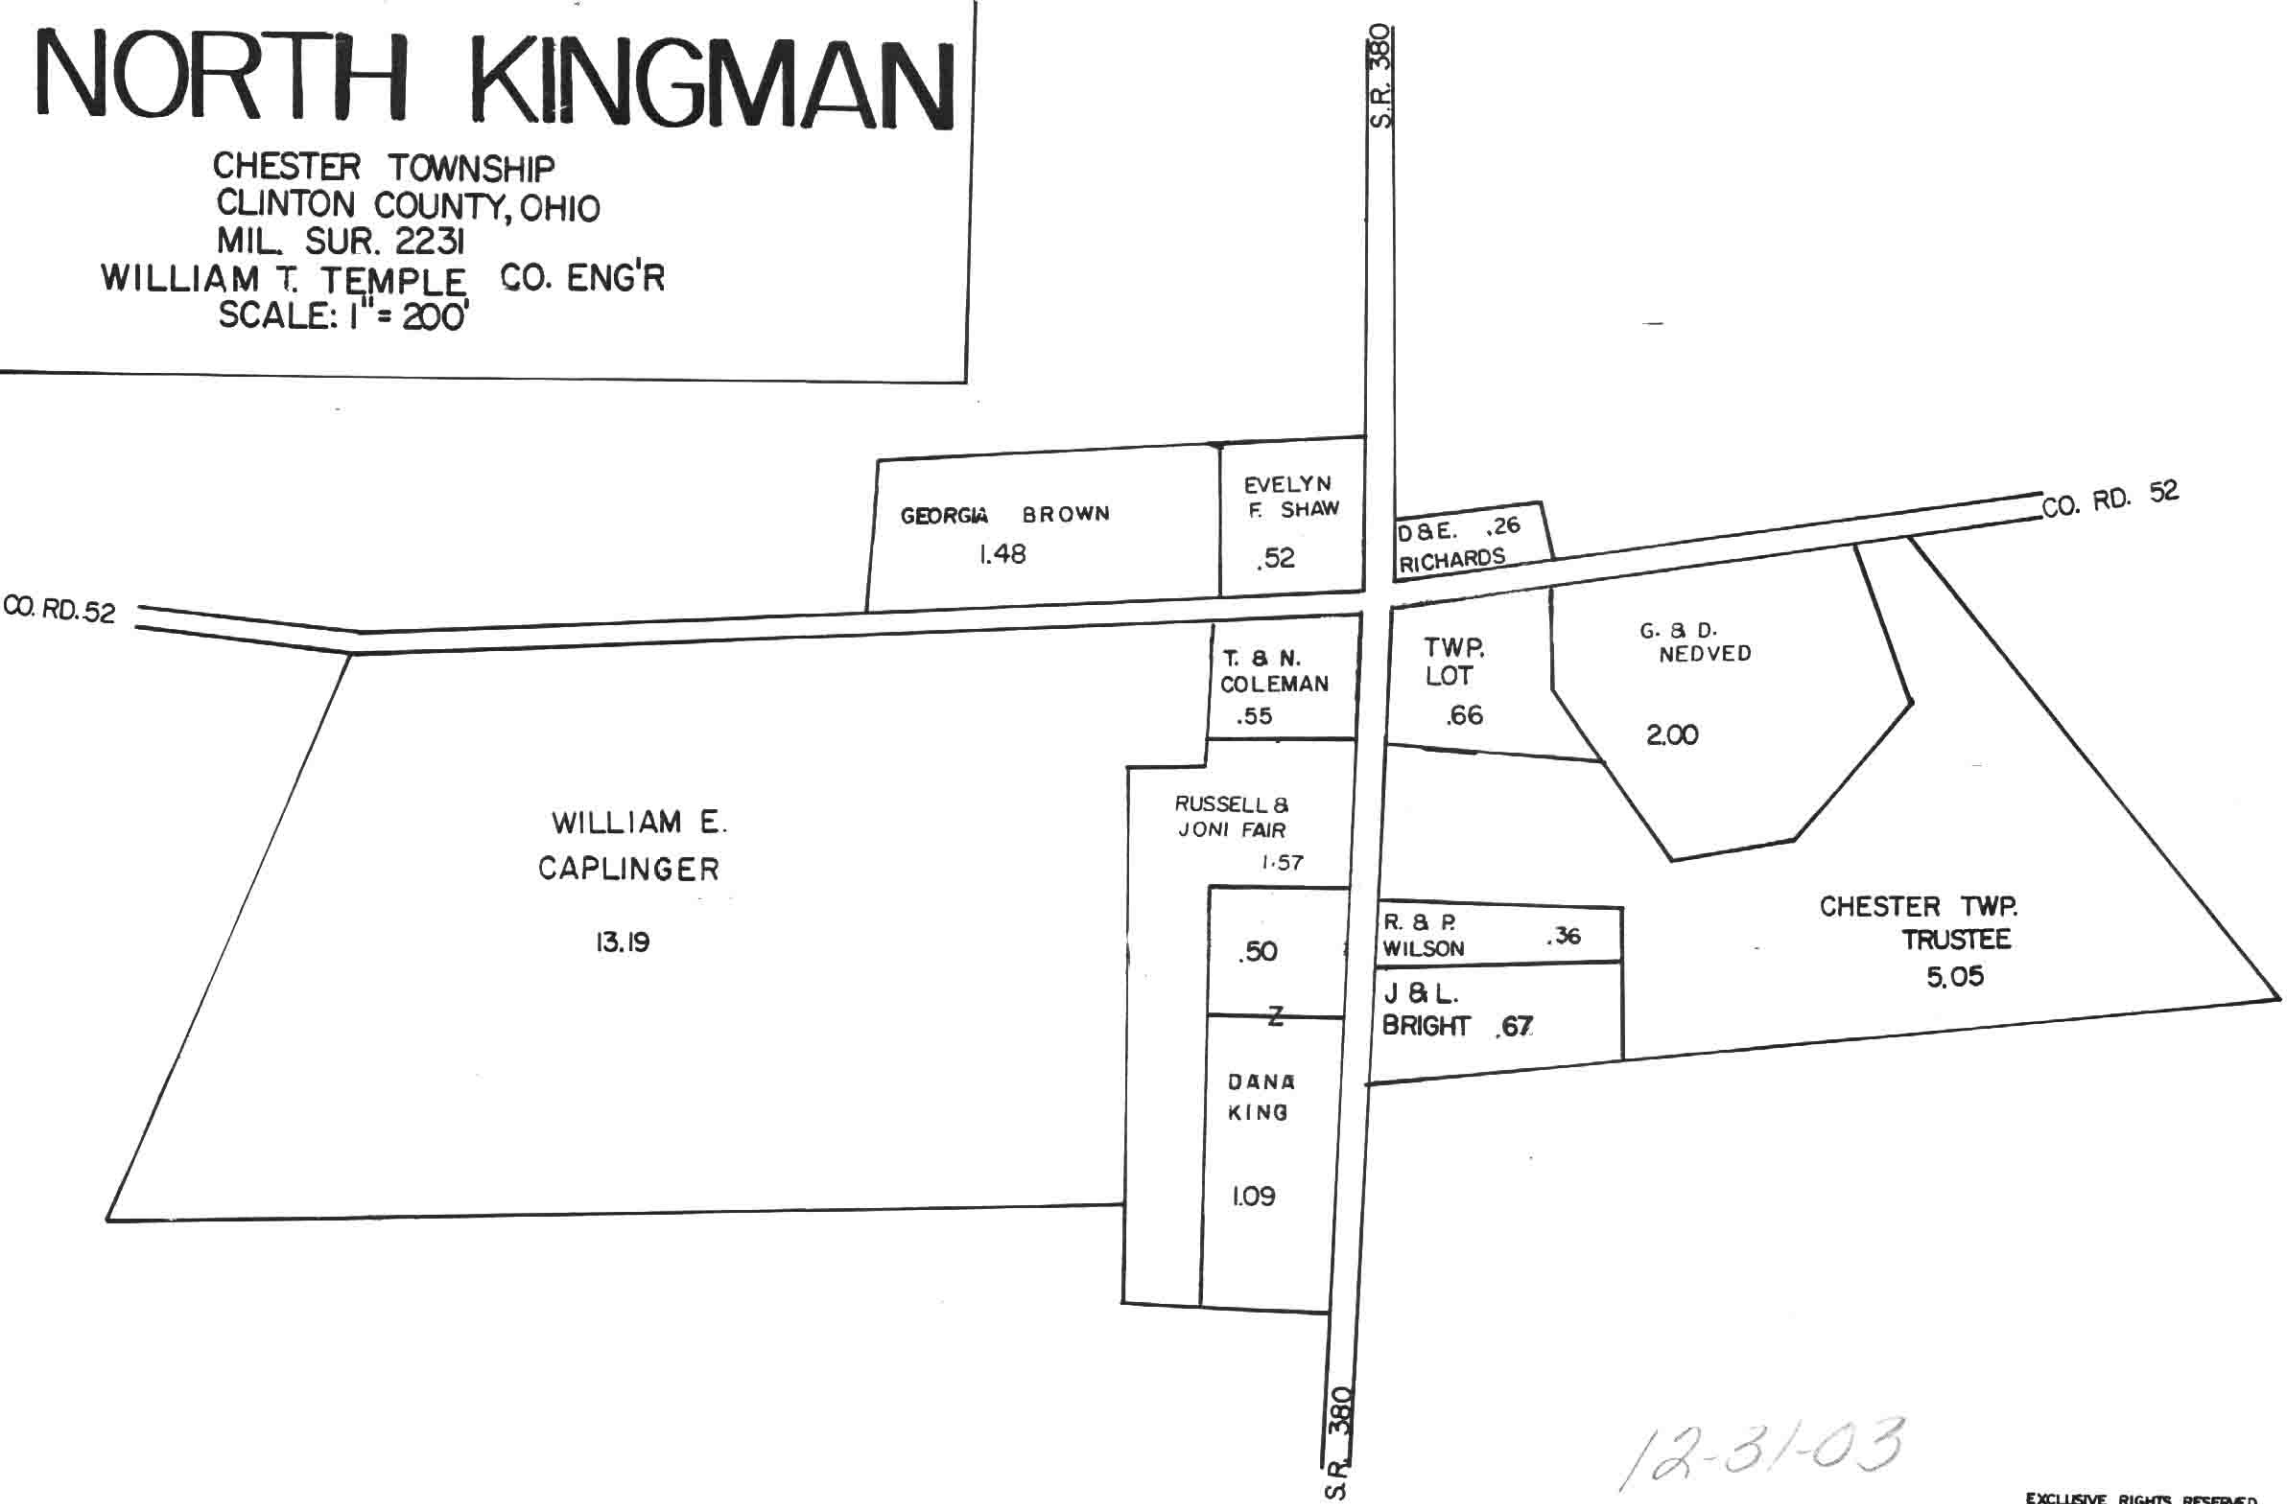 NORTH KINGMAN
CHESTER TOWNSHIP
CLINTON COUNTY, OHIO
MIL. SUR. 2231
WILLIAM T. TEMPLE CO. ENG'R
SCALE: 1"= 200'
S.R. 380
GEORGIA BROWN
1.48
EVELYN
F. SHAW
.52
D & E. .26
RICHARDS
CO. RD. 52
CO. RD. 52
T. & N.
COLEMAN
.55
TWP.
LOT
.66
G. & D.
NEDVED
2.00
WILLIAM E.
CAPLINGER
13.19
RUSSELL &
JONI FAIR
1.57
.50
Z
R. & P.
WILSON .36
J & L.
BRIGHT .67
CHESTER TWP.
TRUSTEE
5.05
DANA
KING
1.09
S.R. 380
12-31-03
EXCLUSIVE RIGHTS RESERVED